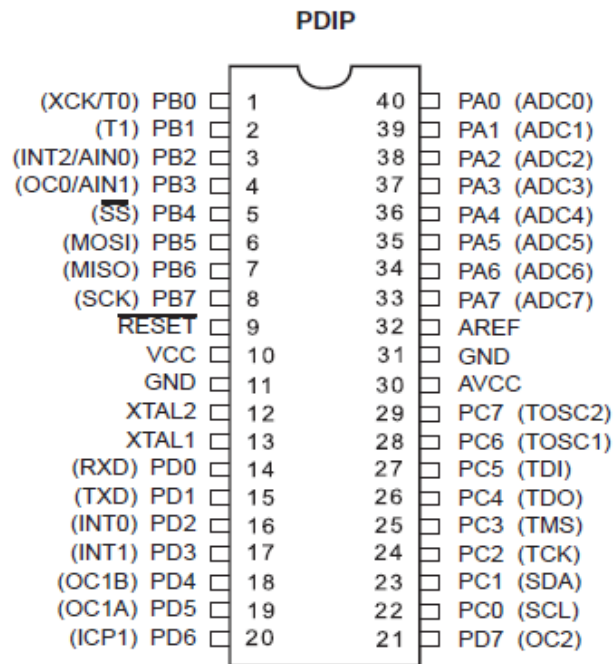 PDIP
(XCK/T0) PB0 1 40 PA0 (ADC0)
(T1) PB1 2 39 PA1 (ADC1)
(INT2/AIN0) PB2 3 38 PA2 (ADC2)
(OC0/AIN1) PB3 4 37 PA3 (ADC3)
(SS) PB4 5 36 PA4 (ADC4)
(MOSI) PB5 6 35 PA5 (ADC5)
(MISO) PB6 7 34 PA6 (ADC6)
(SCK) PB7 8 33 PA7 (ADC7)
RESET 9 32 AREF
VCC 10 31 GND
GND 11 30 AVCC
XTAL2 12 29 PC7 (TOSC2)
XTAL1 13 28 PC6 (TOSC1)
(RXD) PD0 14 27 PC5 (TDI)
(TXD) PD1 15 26 PC4 (TDO)
(INT0) PD2 16 25 PC3 (TMS)
(INT1) PD3 17 24 PC2 (TCK)
(OC1B) PD4 18 23 PC1 (SDA)
(OC1A) PD5 19 22 PC0 (SCL)
(ICP1) PD6 20 21 PD7 (OC2)